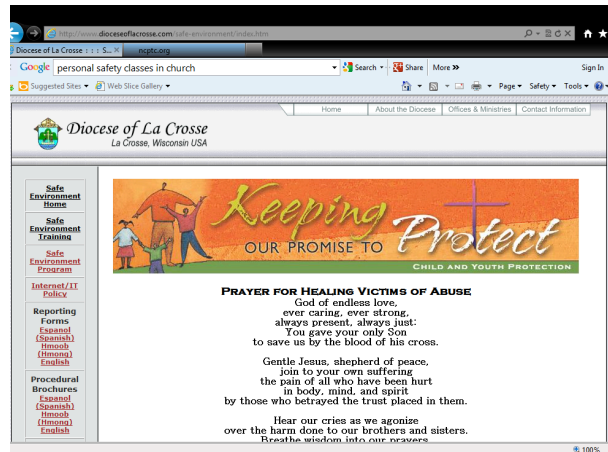 http://www.dioceseoflacrosse.com/safe-environment/index.htm
Diocese of La Crosse : : : S... ncptc.org
Google personal safety classes in church Search Share More » Sign In
Suggested Sites Web Slice Gallery Page Safety Tools
Home About the Diocese Offices & Ministries Contact Information
Diocese of La Crosse
La Crosse, Wisconsin USA
Safe
Environment
Home
Safe
Environment
Training
Safe
Environment
Program
Internet/IT
Policy
Reporting
Forms
Espanol
(Spanish)
Hmoob
(Hmong)
English
Procedural
Brochures
Espanol
(Spanish)
Hmoob
(Hmong)
English
Keeping
OUR PROMISE TO Protect
CHILD AND YOUTH PROTECTION
PRAYER FOR HEALING VICTIMS OF ABUSE
God of endless love,
ever caring, ever strong,
always present, always just:
You gave your only Son
to save us by the blood of his cross.
Gentle Jesus, shepherd of peace,
join to your own suffering
the pain of all who have been hurt
in body, mind, and spirit
by those who betrayed the trust placed in them.
Hear our cries as we agonize
over the harm done to our brothers and sisters.
Breathe wisdom into our prayers,
100%